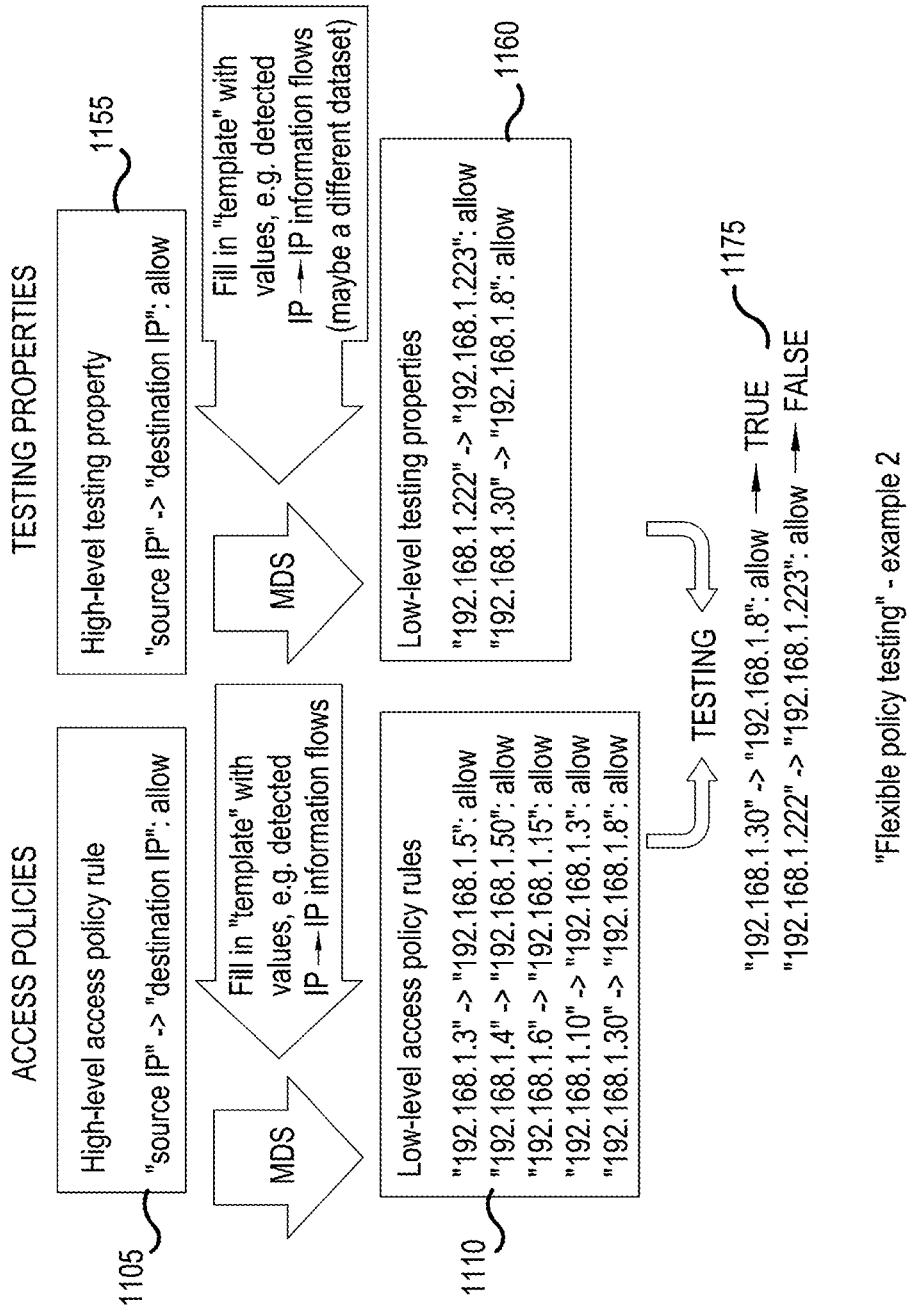 ACCESS POLICIES
TESTING PROPERTIES
1105
High-level access policy rule
"source IP" -> "destination IP": allow
1155
High-level testing property
"source IP" -> "destination IP": allow
MDS
Fill in "template" with
values, e.g. detected
IP → IP information flows
MDS
Fill in "template" with
values, e.g. detected
IP → IP information flows
(maybe a different dataset)
1110
Low-level access policy rules
"192.168.1.3" -> "192.168.1.5": allow
"192.168.1.4" -> "192.168.1.50": allow
"192.168.1.6" -> "192.168.1.15": allow
"192.168.1.10" -> "192.168.1.3": allow
"192.168.1.30" -> "192.168.1.8": allow
1160
Low-level testing properties
"192.168.1.222" -> "192.168.1.223": allow
"192.168.1.30" -> "192.168.1.8": allow
TESTING
1175
"192.168.1.30" -> "192.168.1.8": allow → TRUE
"192.168.1.222" -> "192.168.1.223": allow → FALSE
"Flexible policy testing" - example 2